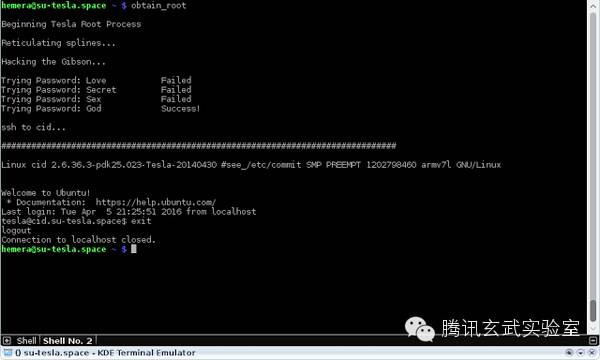 hemera@su-tesla.space ~ $ obtain_root
Beginning Tesla Root Process
Reticulating splines...
Hacking the Gibson...
Trying Password: Love Failed
Trying Password: Secret Failed
Trying Password: Sex Failed
Trying Password: God Success!
ssh to cid...
###############################################################################
Linux cid 2.6.36.3-pdk25.023-Tesla-20140430 #see_/etc/commit SMP PREEMPT 1202798460 armv7l GNU/Linux
Welcome to Ubuntu!
* Documentation: https://help.ubuntu.com/
Last login: Tue Apr 5 21:25:51 2016 from localhost
tesla@cid.su-tesla.space$ exit
logout
Connection to localhost closed.
hemera@su-tesla.space ~ $
腾讯玄武实验室
Shell Shell No. 2
() su-tesla.space - KDE Terminal Emulator